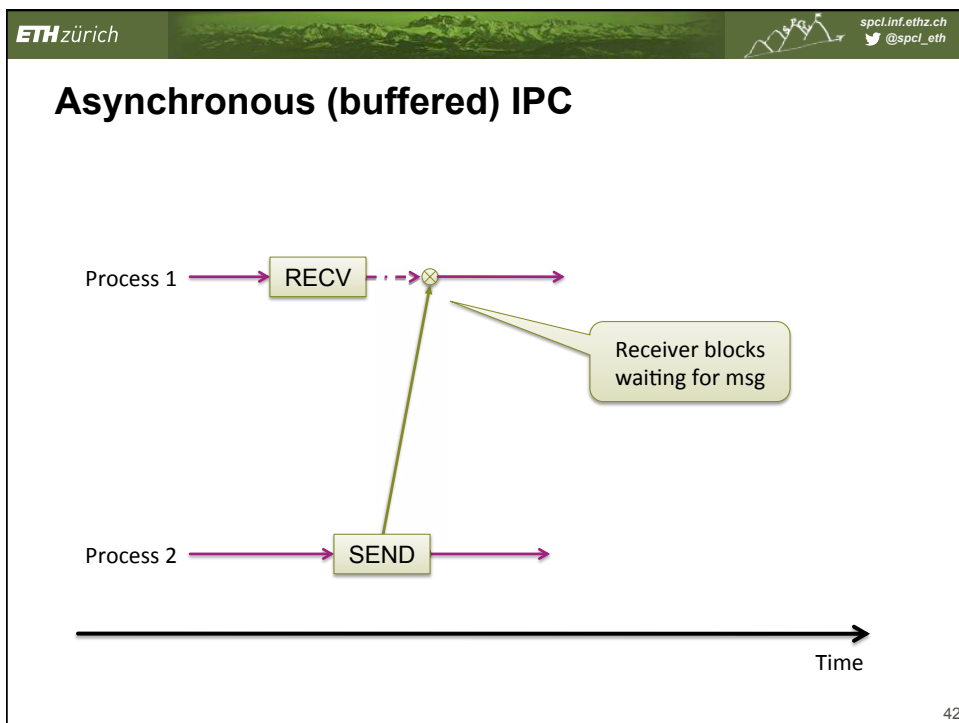 ETH zürich
spcl.inf.ethz.ch
@spcl_eth
Asynchronous (buffered) IPC
Process 1
RECV
Receiver blocks
waiting for msg
Process 2
SEND
Time
42